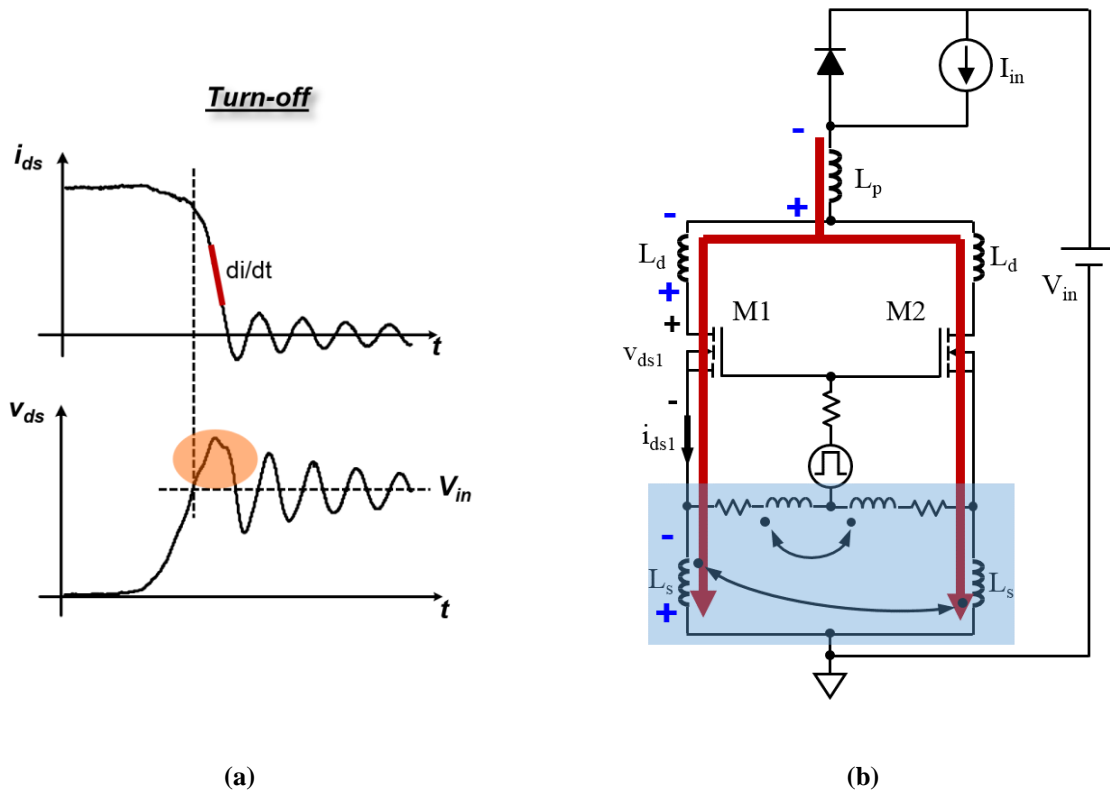 Turn-off
i_ds
di/dt
t
v_ds
V_in
t
(a)
I_in
-
L_p
+
-
L_d
L_d
+
V_in
+
M1
M2
v_ds1
-
i_ds1
-
L_s
L_s
+
(b)